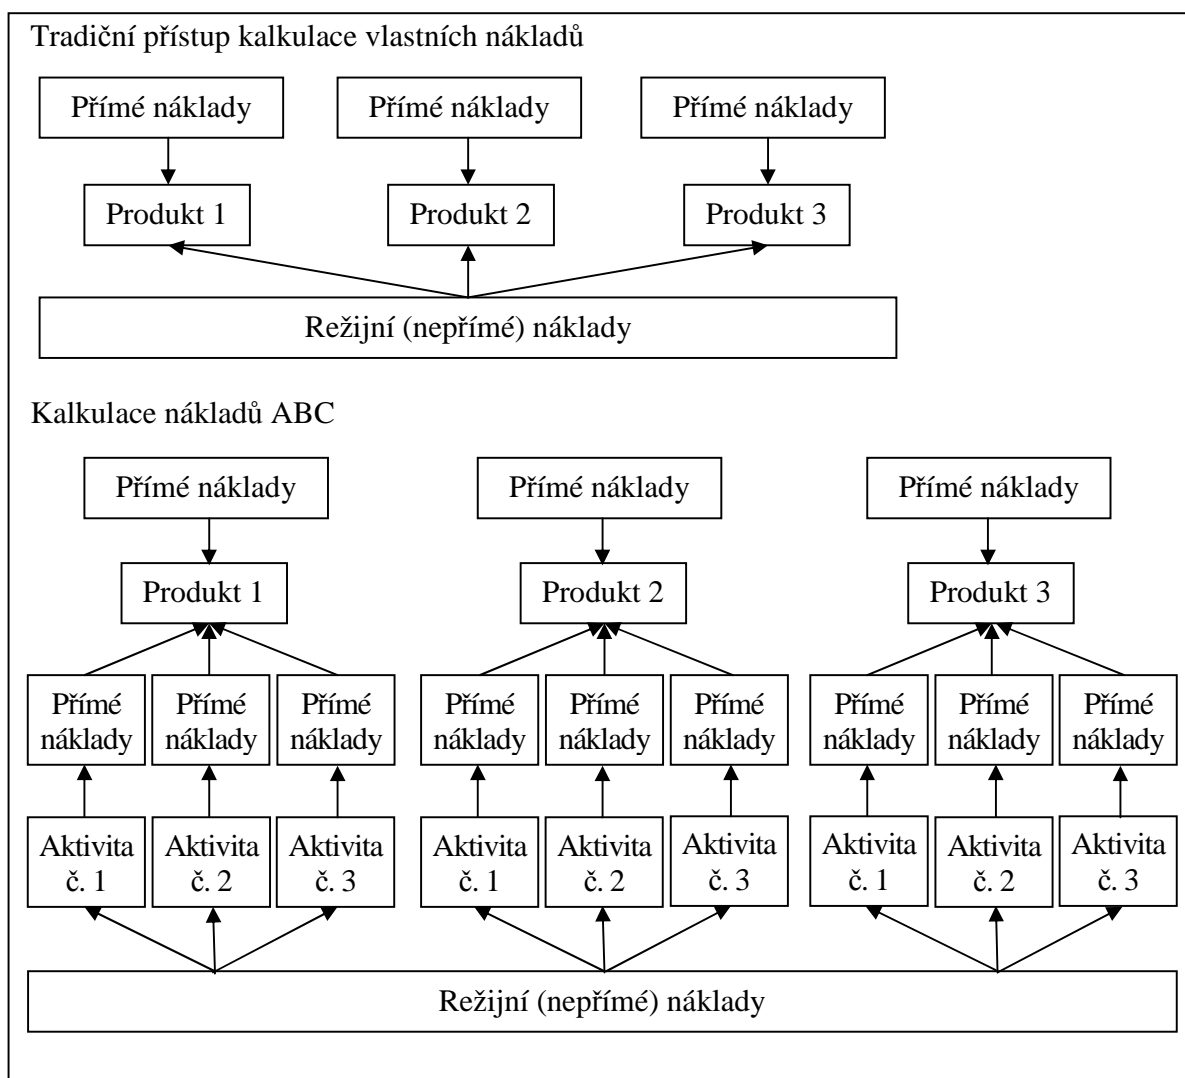 Tradiční přístup kalkulace vlastních nákladů
Přímé náklady
Přímé náklady
Přímé náklady
Produkt 1
Produkt 2
Produkt 3
Režijní (nepřímé) náklady
Kalkulace nákladů ABC
Přímé náklady
Přímé náklady
Přímé náklady
Produkt 1
Produkt 2
Produkt 3
Přímé
náklady
Přímé
náklady
Přímé
náklady
Přímé
náklady
Přímé
náklady
Přímé
náklady
Přímé
náklady
Přímé
náklady
Přímé
náklady
Aktivita
č. 1
Aktivita
č. 2
Aktivita
č. 3
Aktivita
č. 1
Aktivita
č. 2
Aktivita
č. 3
Aktivita
č. 1
Aktivita
č. 2
Aktivita
č. 3
Režijní (nepřímé) náklady